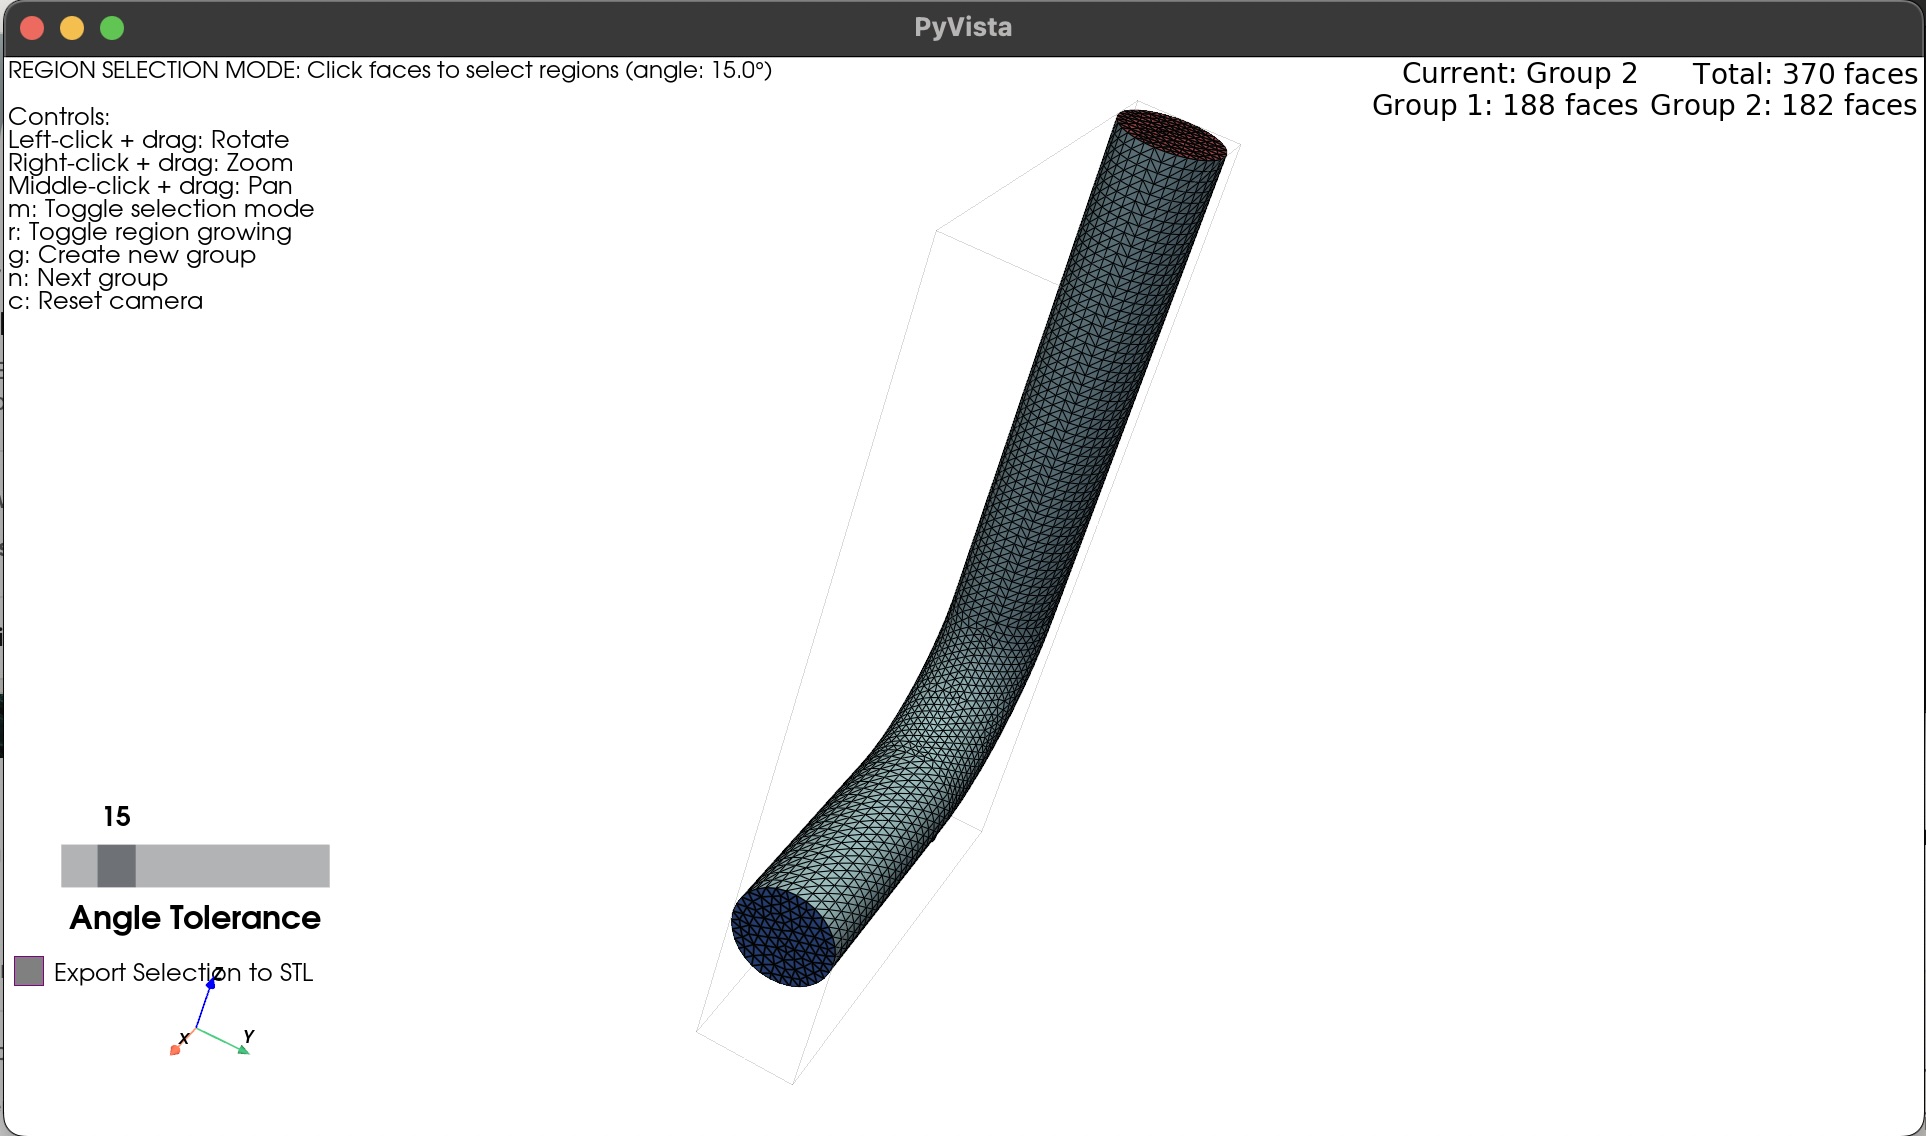 PyVista
REGION SELECTION MODE: Click faces to select regions (angle: 15.0°)
Current: Group 2 Total: 370 faces
Group 1: 188 faces Group 2: 182 faces
Controls:
Left-click + drag: Rotate
Right-click + drag: Zoom
Middle-click + drag: Pan
m: Toggle selection mode
r: Toggle region growing
g: Create new group
n: Next group
c: Reset camera
15
Angle Tolerance
Export Selection to STL
Z
X
Y